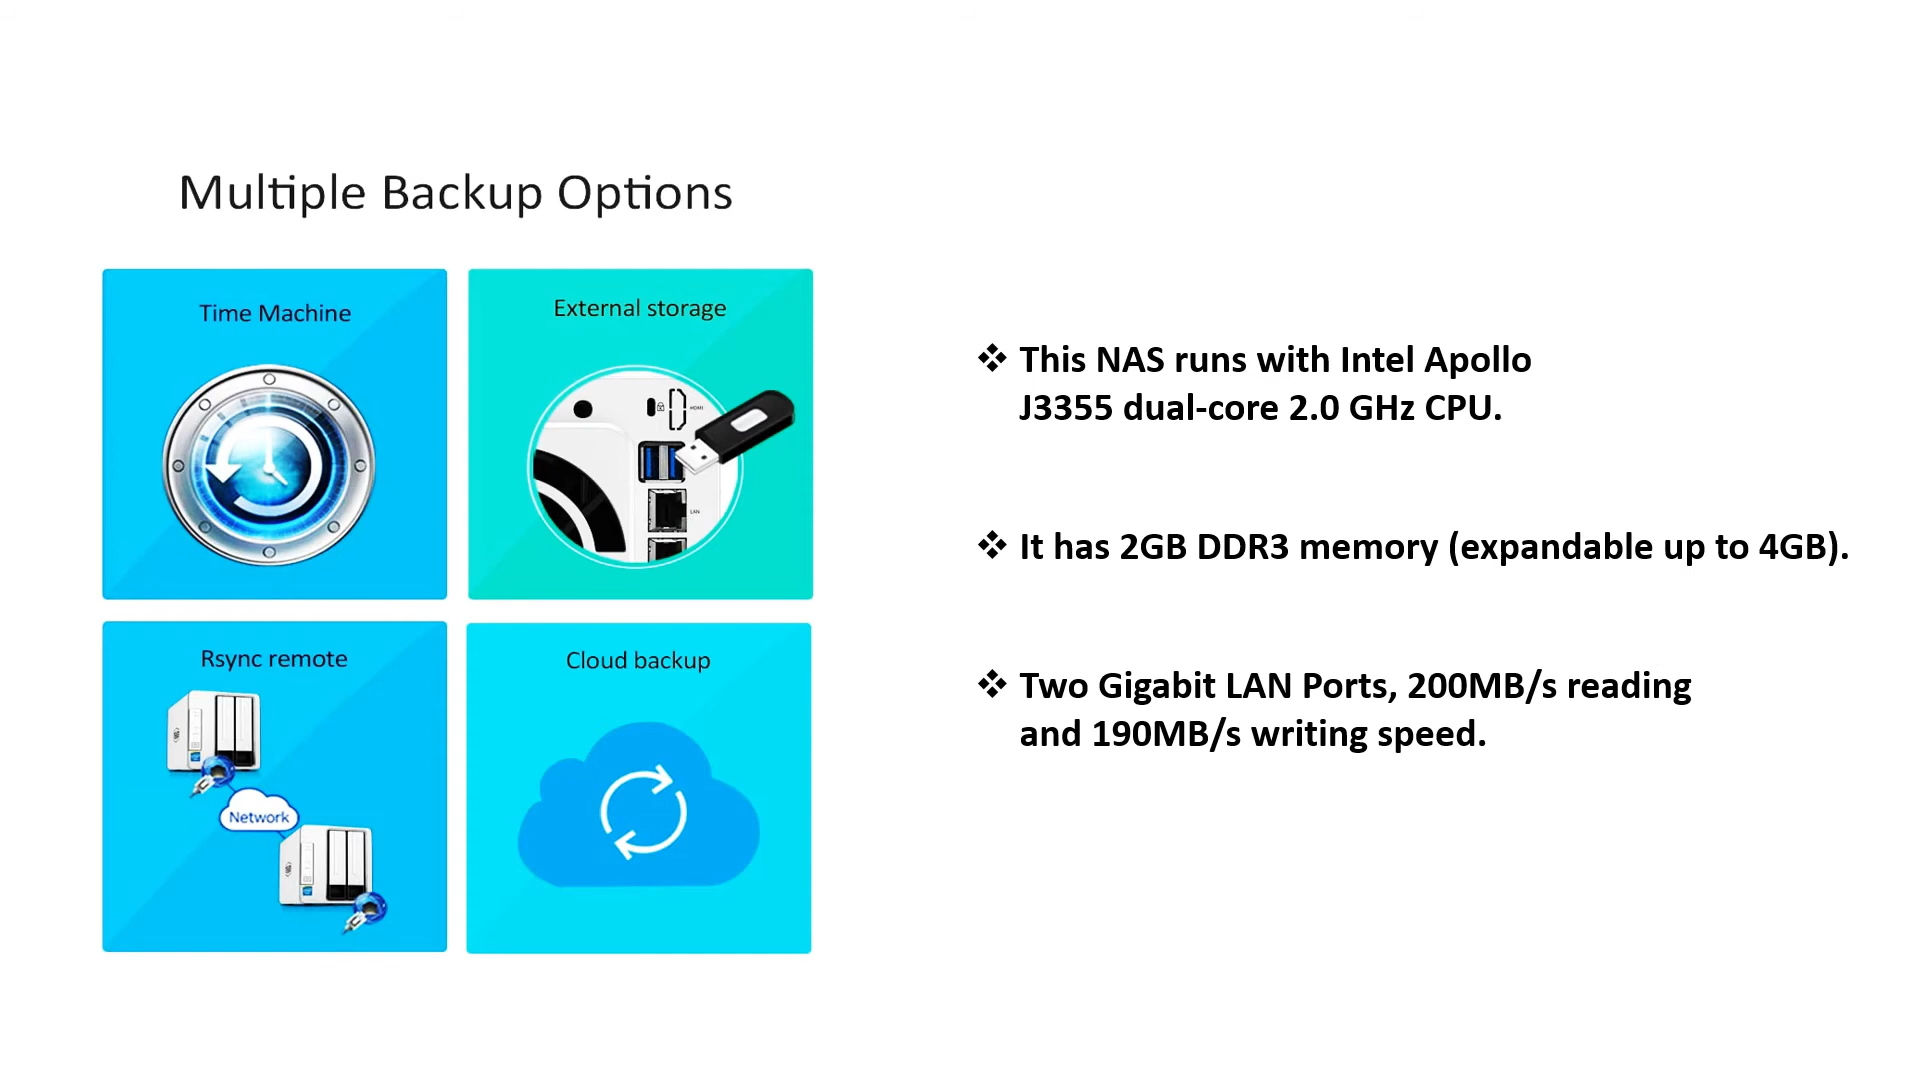 Multiple Backup Options
Time Machine
External storage
HDMI
LAN
Rsync remote
Network
Cloud backup
❖ This NAS runs with Intel Apollo
J3355 dual-core 2.0 GHz CPU.
❖ It has 2GB DDR3 memory (expandable up to 4GB).
❖ Two Gigabit LAN Ports, 200MB/s reading
and 190MB/s writing speed.